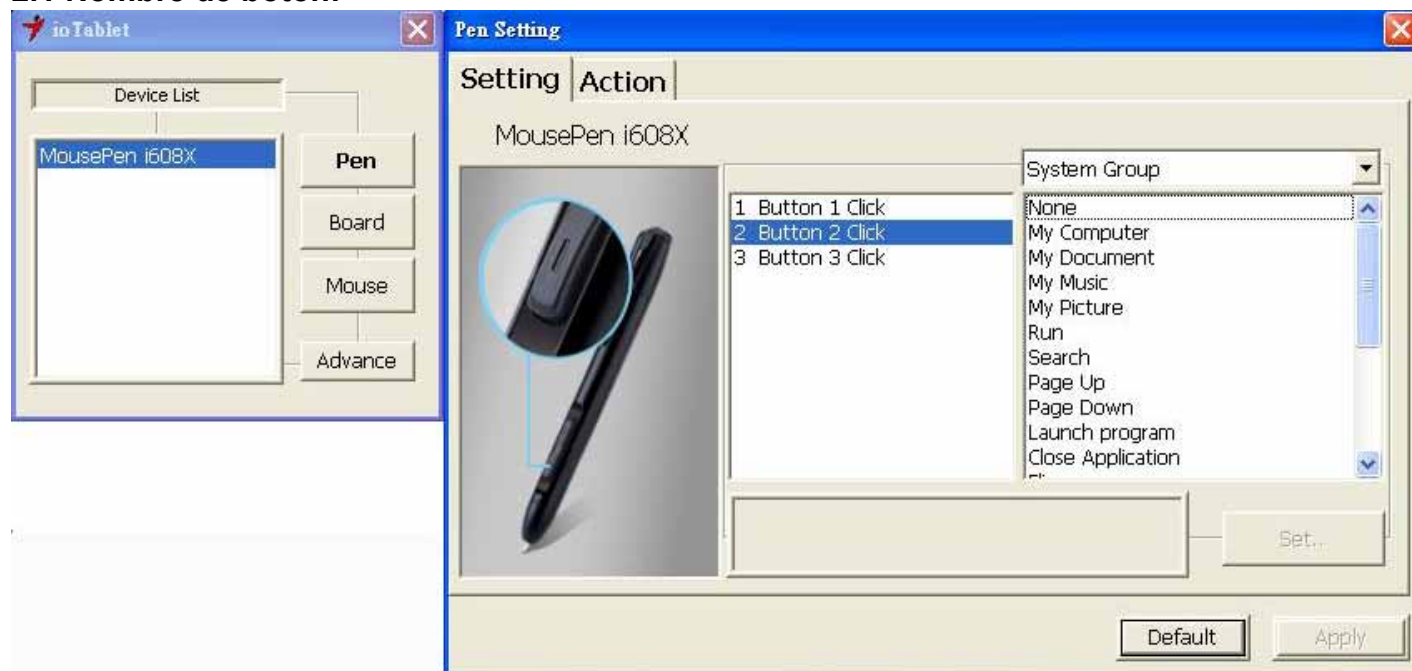 ioTablet
Device List
MousePen i608X
Pen
Board
Mouse
Advance
Pen Setting
Setting
Action
MousePen i608X
System Group
1 Button 1 Click
2 Button 2 Click
3 Button 3 Click
None
My Computer
My Document
My Music
My Picture
Run
Search
Page Up
Page Down
Launch program
Close Application
Set...
Default
Apply